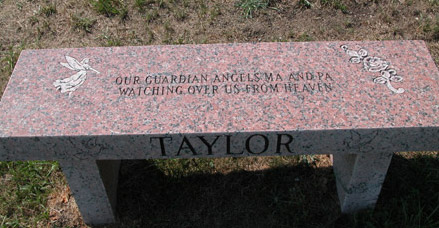 OUR GUARDIAN ANGELS MA AND PA
WATCHING OVER US FROM HEAVEN
TAYLOR